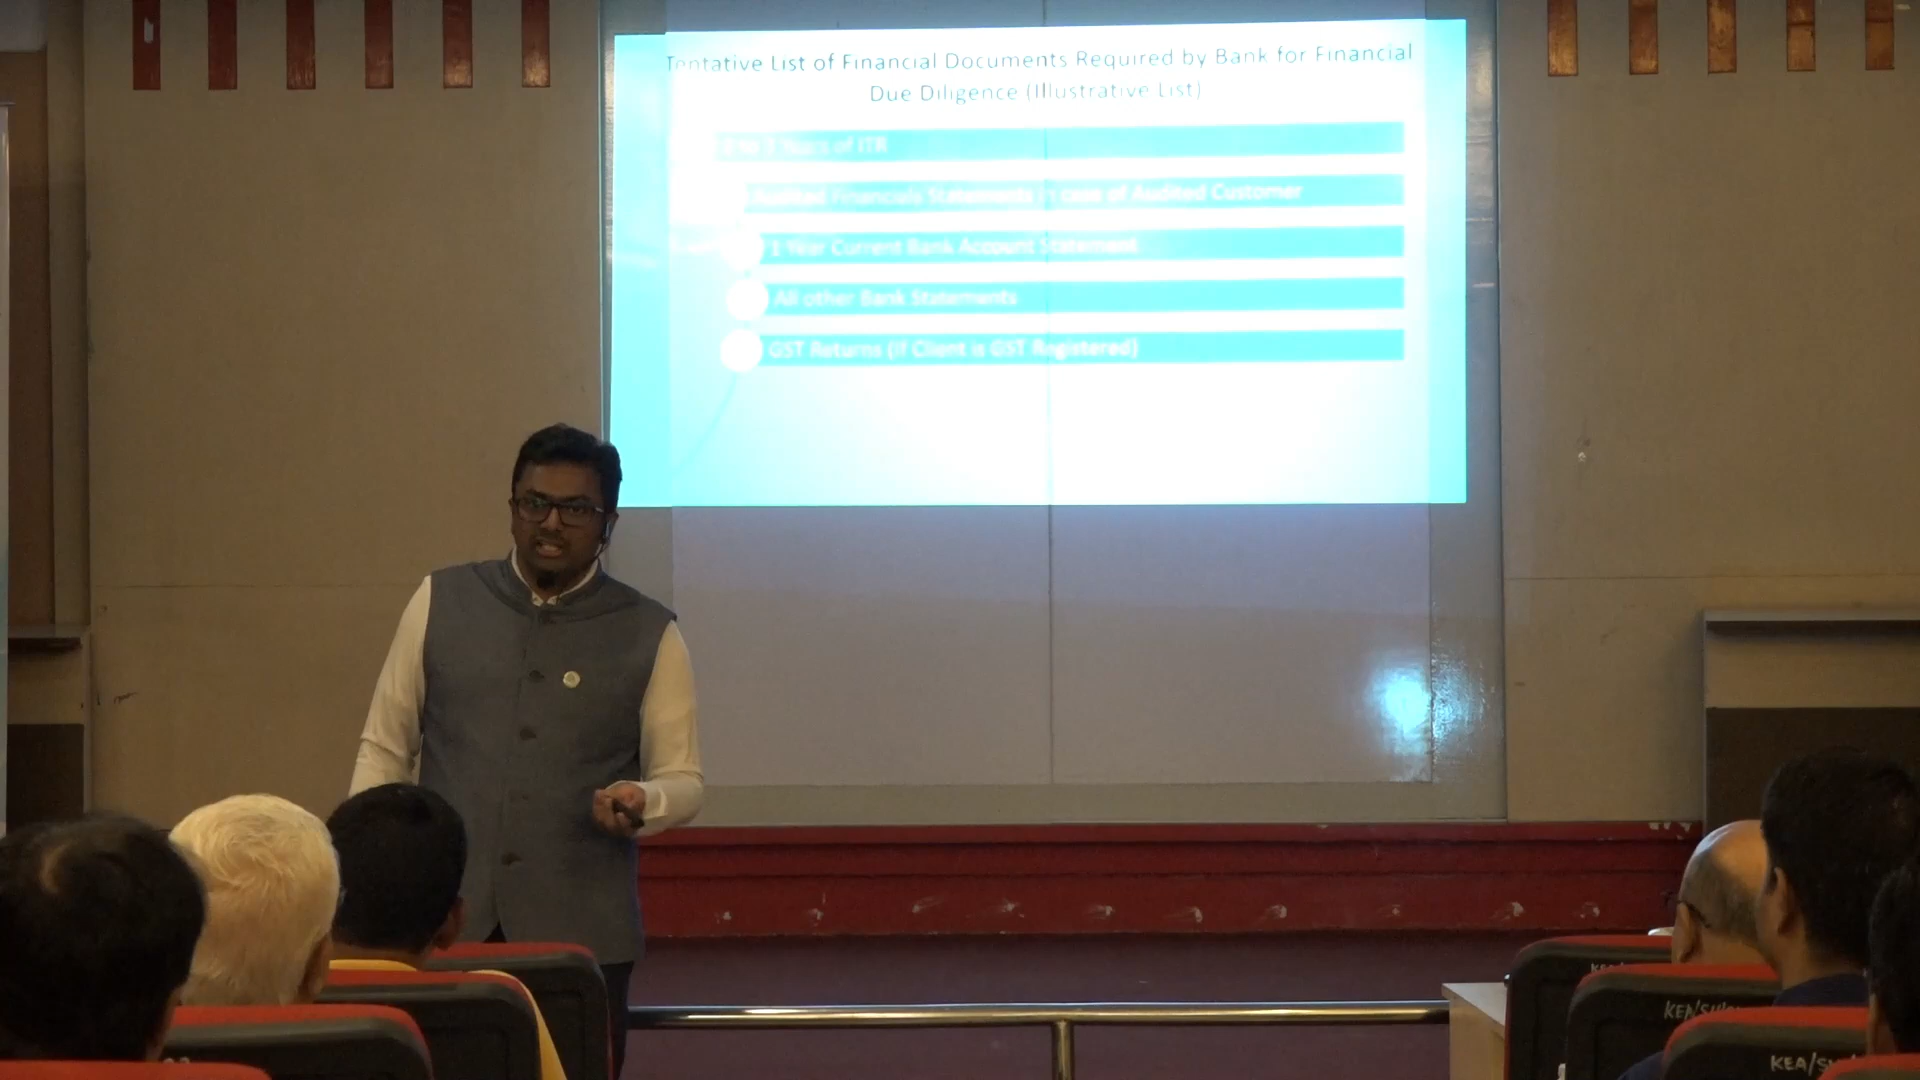 Tentative List of Financial Documents Required by Bank for Financial
Due Diligence (Illustrative List)
Years of ITR
Audited Financials Statements in case of Audited Customer
1 Year Current Bank Account Statement
All other Bank Statements
GST Returns (If Client is GST Registered)